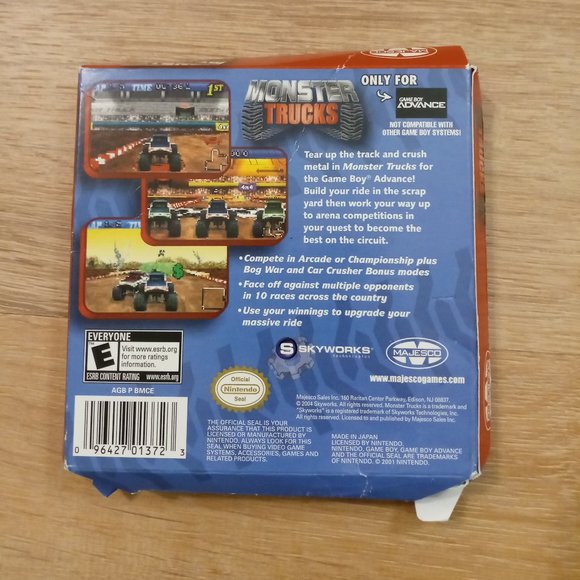 TIME 01:36:
1ST
MONSTER
TRUCKS
ONLY FOR
GAME BOY
ADVANCE
NOT COMPATIBLE WITH
OTHER GAME BOY SYSTEMS!
Tear up the track and crush
metal in Monster Trucks for
the Game Boy® Advance!
Build your ride in the scrap
yard then work your way up
to arena competitions in
your quest to become the
best on the circuit.
4x4
•Compete in Arcade or Championship plus
Bog War and Car Crusher Bonus modes
•Face off against multiple opponents
in 10 races across the country
•Use your winnings to upgrade your
massive ride
EVERYONE
E
Visit www.esrb.org
for more ratings
information.
ESRB CONTENT RATING www.esrb.org
AGB P BMCE
0 96427 01372 3
Official
Nintendo
Seal
S SKYWORKS
TECHNOLOGIES
MAJESCO
www.majescogames.com
Majesco Sales Inc. 160 Raritan Center Parkway, Edison, NJ 08837.
© 2004 Skyworks. All rights reserved. Monster Trucks is a trademark and
"Skyworks" is a registered trademark of Skyworks Technologies, Inc.
All rights reserved. Licensed to and published by Majesco Sales Inc.
THE OFFICIAL SEAL IS YOUR
ASSURANCE THAT THIS PRODUCT IS
LICENSED OR MANUFACTURED BY
NINTENDO. ALWAYS LOOK FOR THIS
SEAL WHEN BUYING VIDEO GAME
SYSTEMS, ACCESSORIES, GAMES AND
RELATED PRODUCTS.
MADE IN JAPAN
LICENSED BY NINTENDO.
NINTENDO, GAME BOY, GAME BOY ADVANCE
AND THE OFFICIAL SEAL ARE TRADEMARKS
OF NINTENDO. © 2001 NINTENDO.